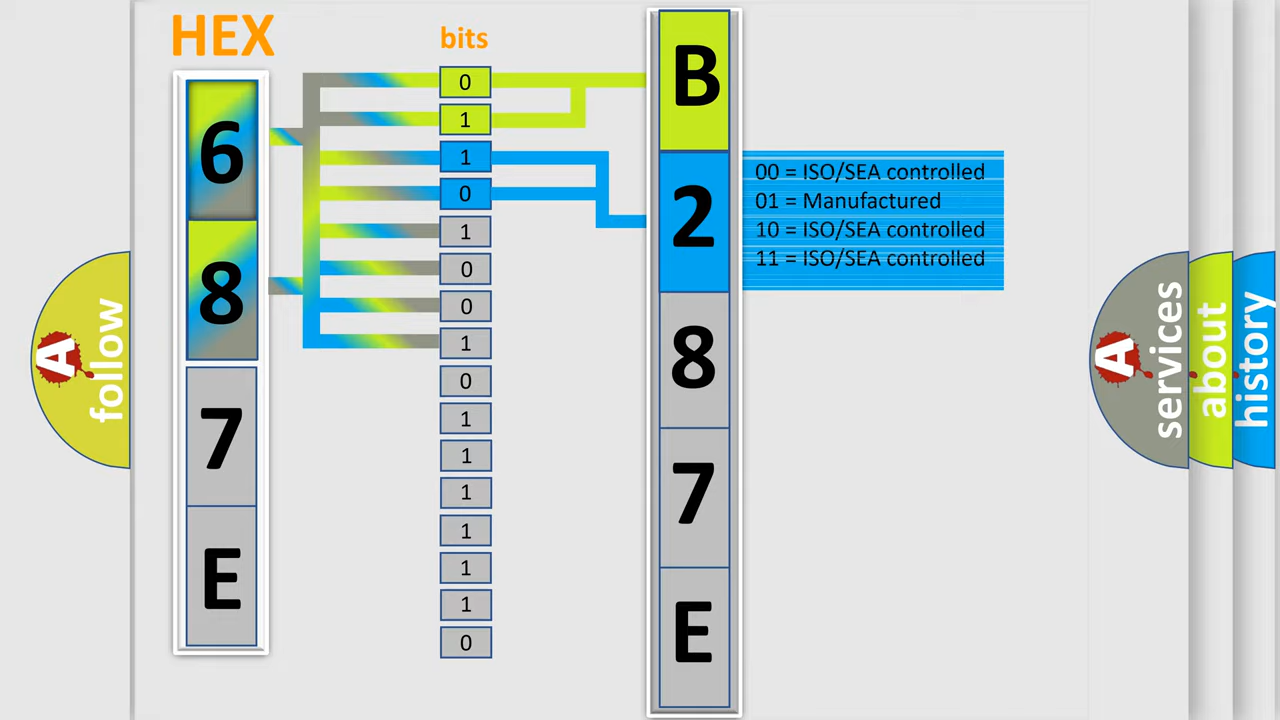 HEX
bits
6
8
7
E
0
1
1
0
1
0
0
1
0
1
1
1
1
1
1
0
B
2
8
7
E
00 = ISO/SEA controlled
01 = Manufactured
10 = ISO/SEA controlled
11 = ISO/SEA controlled
A
follow
A
services
about
history